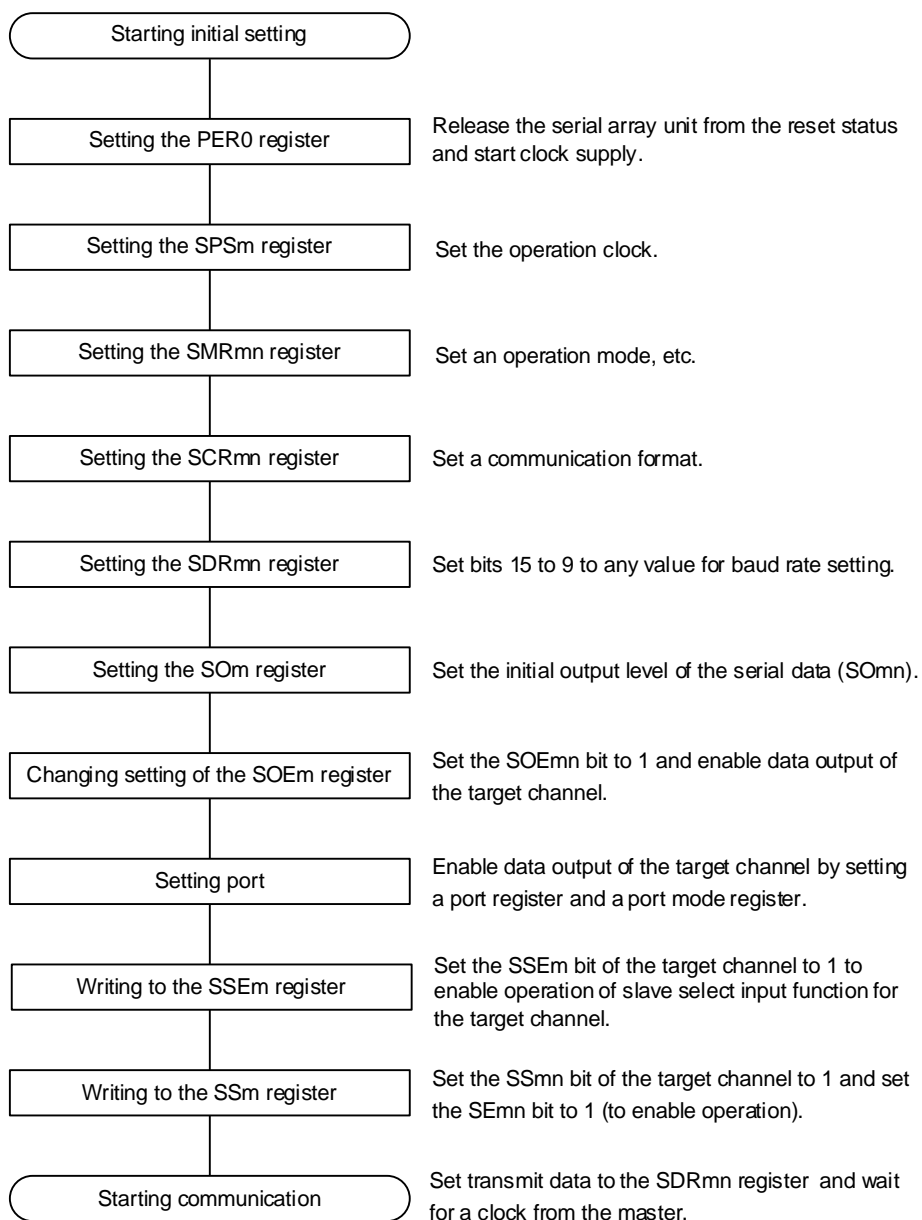 Starting initial setting
Setting the PER0 register
Release the serial array unit from the reset status
and start clock supply.
Setting the SPSm register
Set the operation clock.
Setting the SMRmn register
Set an operation mode, etc.
Setting the SCRmn register
Set a communication format.
Setting the SDRmn register
Set bits 15 to 9 to any value for baud rate setting.
Setting the SOm register
Set the initial output level of the serial data (SOmn).
Changing setting of the SOEm register
Set the SOEmn bit to 1 and enable data output of
the target channel.
Setting port
Enable data output of the target channel by setting
a port register and a port mode register.
Writing to the SSEm register
Set the SSEm bit of the target channel to 1 to
enable operation of slave select input function for
the target channel.
Writing to the SSm register
Set the SSmn bit of the target channel to 1 and set
the SEmn bit to 1 (to enable operation).
Starting communication
Set transmit data to the SDRmn register and wait
for a clock from the master.